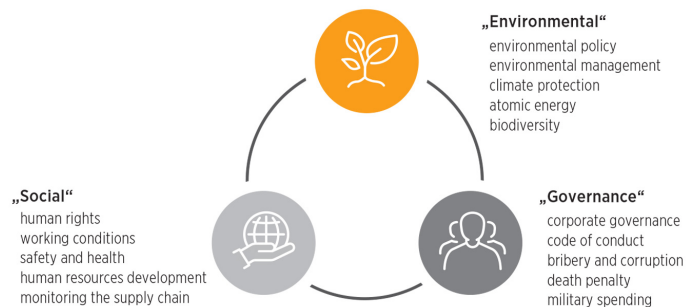 „Environmental“
environmental policy
environmental management
climate protection
atomic energy
biodiversity
„Social“
human rights
working conditions
safety and health
human resources development
monitoring the supply chain
„Governance“
corporate governance
code of conduct
bribery and corruption
death penalty
military spending